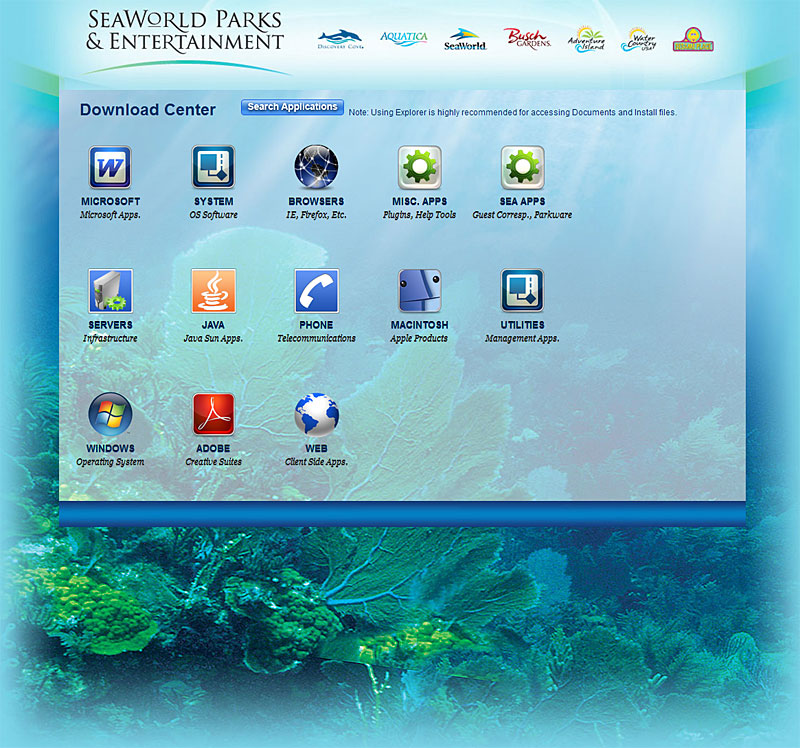 SEAWORLD PARKS
& ENTERTAINMENT
DISCOVERY COVE
AQUATICA
SeaWorld
Busch
GARDENS
Adventure
Island
Water
Country
USA
Download Center
Search Applications
Note: Using Explorer is highly recommended for accessing Documents and Install files.
W
MICROSOFT
Microsoft Apps.
SYSTEM
OS Software
BROWSERS
IE, Firefox, Etc.
MISC. APPS
Plugins, Help Tools
SEA APPS
Guest Corresp., Parkware
SERVERS
Infrastructure
JAVA
Java Sun Apps.
PHONE
Telecommunications
MACINTOSH
Apple Products
UTILITIES
Management Apps.
WINDOWS
Operating System
ADOBE
Creative Suites
WEB
Client Side Apps.